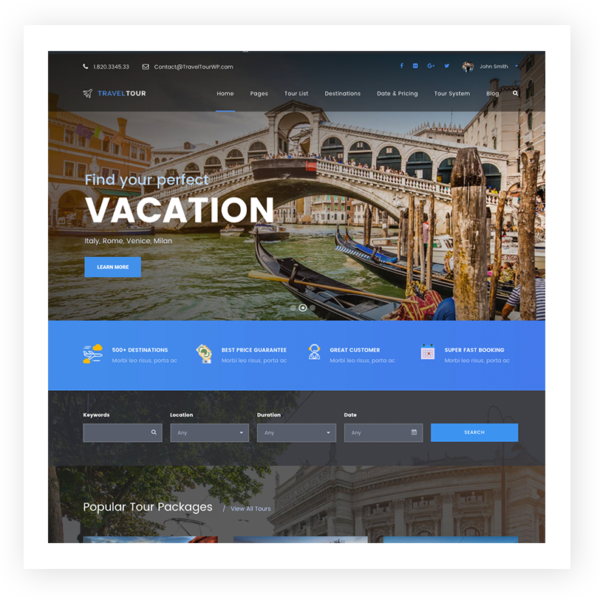 1.820.3345.33 Contact@TravelTourWP.com John Smith
TRAVELTOUR Home Pages Tour List Destinations Date & Pricing Tour System Blog
Find your perfect
VACATION
Italy, Rome, Venice, Milan
LEARN MORE
500+ DESTINATIONS BEST PRICE GUARANTEE GREAT CUSTOMER SUPER FAST BOOKING
Morbi leo risus, porta ac Morbi leo risus, porta ac Morbi leo risus, porta ac Morbi leo risus, porta ac
Keywords Location Duration Date
Any Any Any SEARCH
Popular Tour Packages / View All Tours